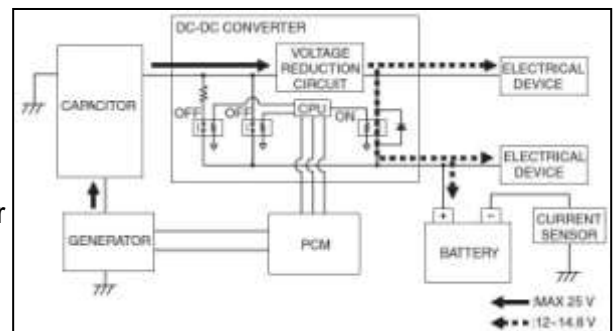 DC-DC CONVERTER
VOLTAGE
REDUCTION
CIRCUIT
ELECTRICAL
DEVICE
CAPACITOR
OFF
OFF
CPU
ON
ELECTRICAL
DEVICE
r
GENERATOR
PCM
+
−
BATTERY
CURRENT
SENSOR
:MAX 25 V
:12–14.8 V